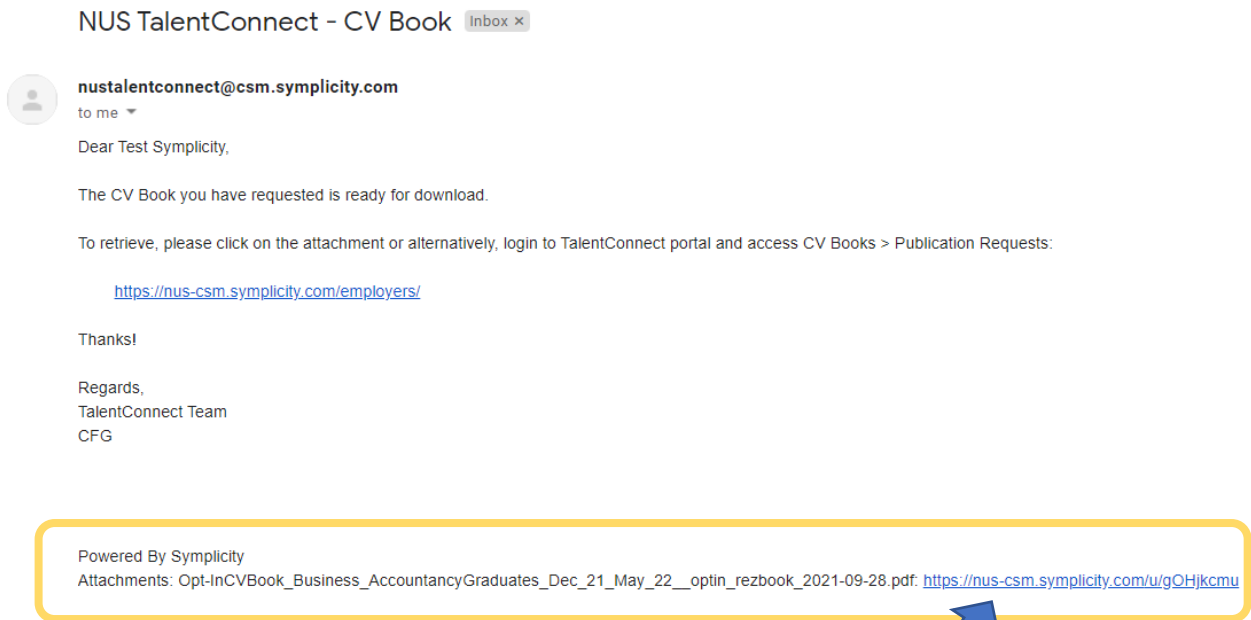 NUS TalentConnect - CV Book Inbox ×
nustalentconnect@csm.symplicity.com
to me
Dear Test Symplicity,
The CV Book you have requested is ready for download.
To retrieve, please click on the attachment or alternatively, login to TalentConnect portal and access CV Books > Publication Requests:
https://nus-csm.symplicity.com/employers/
Thanks!
Regards,
TalentConnect Team
CFG
Powered By Symplicity
Attachments: Opt-InCVBook_Business_AccountancyGraduates_Dec_21_May_22__optin_rezbook_2021-09-28.pdf: https://nus-csm.symplicity.com/u/gOHjkcmu